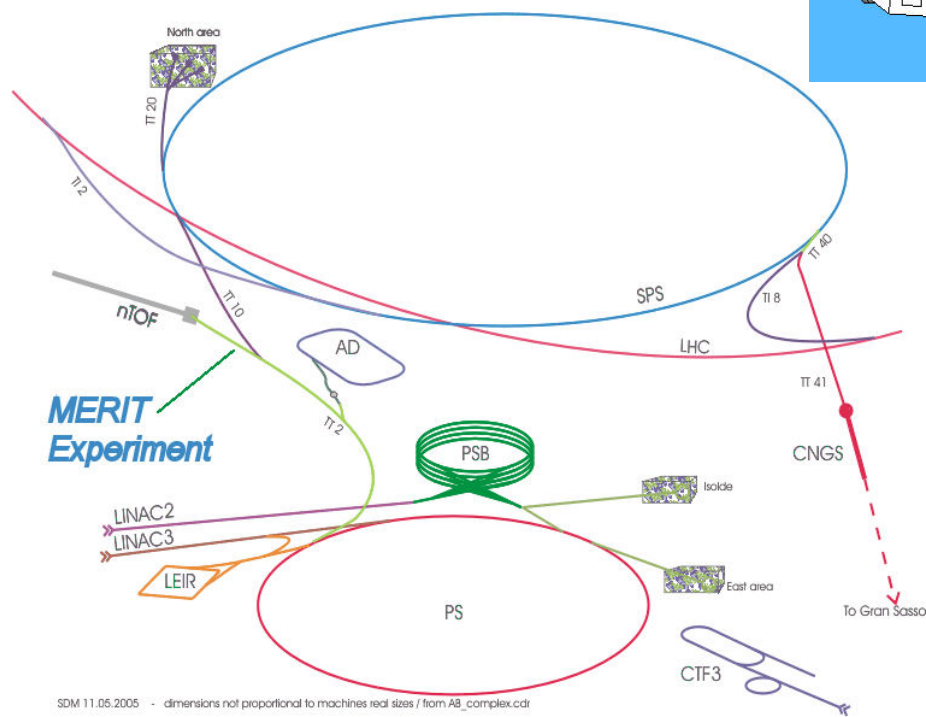 North area
TT 20
TI 2
TT 10
nTOF
SPS
TT 40
TI 8
LHC
AD
TT 41
MERIT
Experiment
TT 2
PSB
CNGS
Isolde
LINAC2
LINAC3
LEIR
East area
PS
To Gran Sasso
CTF3
SDM 11.05.2005 - dimensions not proportional to machines real sizes / from AB_complex.cdr